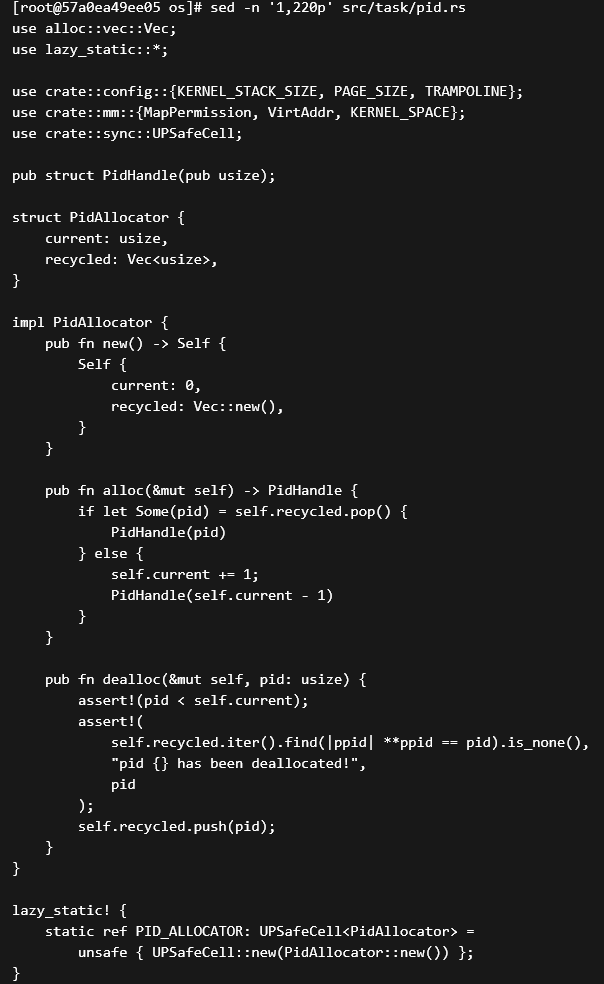 [root@57a0ea49ee05 os]# sed -n '1,220p' src/task/pid.rs
use alloc::vec::Vec;
use lazy_static::*;

use crate::config::{KERNEL_STACK_SIZE, PAGE_SIZE, TRAMPOLINE};
use crate::mm::{MapPermission, VirtAddr, KERNEL_SPACE};
use crate::sync::UPSafeCell;

pub struct PidHandle(pub usize);

struct PidAllocator {
    current: usize,
    recycled: Vec<usize>,
}

impl PidAllocator {
    pub fn new() -> Self {
        Self {
            current: 0,
            recycled: Vec::new(),
        }
    }

    pub fn alloc(&mut self) -> PidHandle {
        if let Some(pid) = self.recycled.pop() {
            PidHandle(pid)
        } else {
            self.current += 1;
            PidHandle(self.current - 1)
        }
    }

    pub fn dealloc(&mut self, pid: usize) {
        assert!(pid < self.current);
        assert!(
            self.recycled.iter().find(|ppid| **ppid == pid).is_none(),
            "pid {} has been deallocated!",
            pid
        );
        self.recycled.push(pid);
    }
}

lazy_static! {
    static ref PID_ALLOCATOR: UPSafeCell<PidAllocator> =
        unsafe { UPSafeCell::new(PidAllocator::new()) };
}